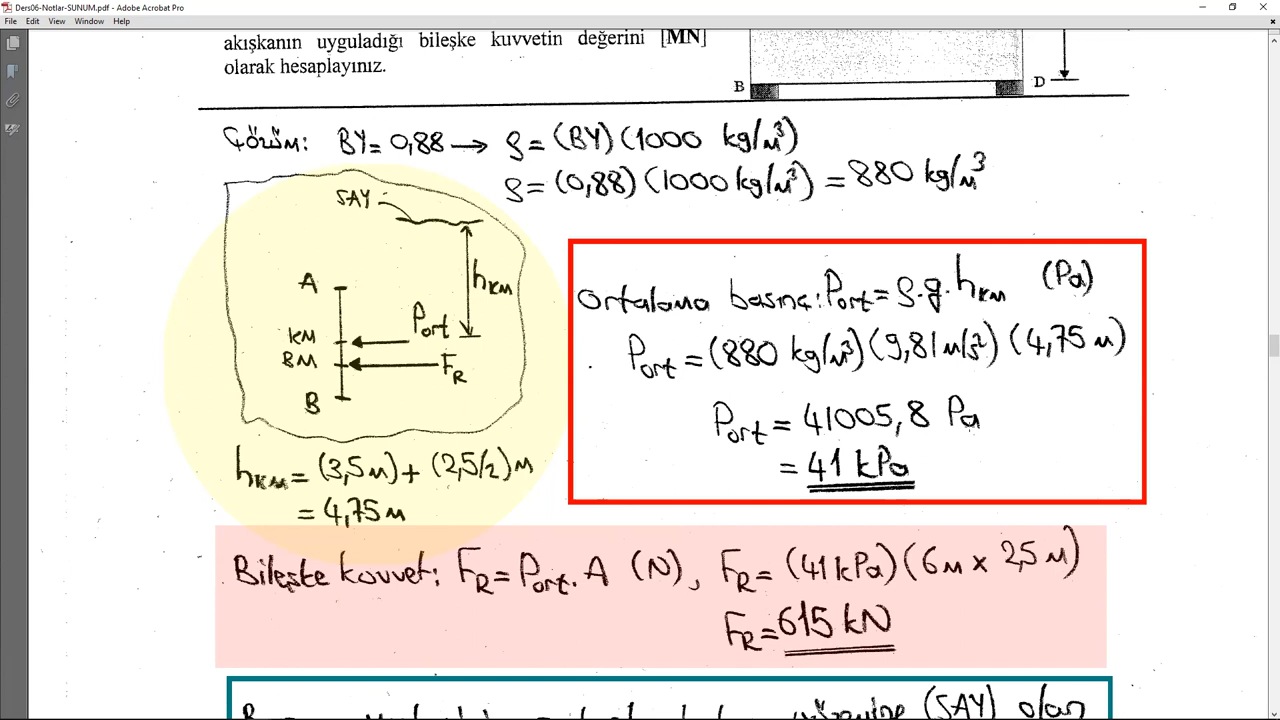 Ders06-Notlar-SUNUM.pdf - Adobe Acrobat Pro
File Edit View Window Help
akışkanın uyguladığı bileşke kuvvetin değerini [MN]
olarak hesaplayınız.
B
D
Çözüm: BY = 0,88 → ρ = (BY) (1000 kg/m³)
ρ = (0,88) (1000 kg/m³) = 880 kg/m³
SAY
hKM
A
Port
KM
BM
FR
B
hKM = (3,5 m) + (2,5/2) m
= 4,75 m
Ortalama basınç: Port = ρ.g.hKM (Pa)
Port = (880 kg/m³) (9,81 m/s²) (4,75 m)
Port = 41005,8 Pa
= 41 kPa
Bileşke kuvvet: FR = Port.A (N), FR = (41 kPa) (6m x 2,5 m)
FR = 615 kN
(SAY) olan